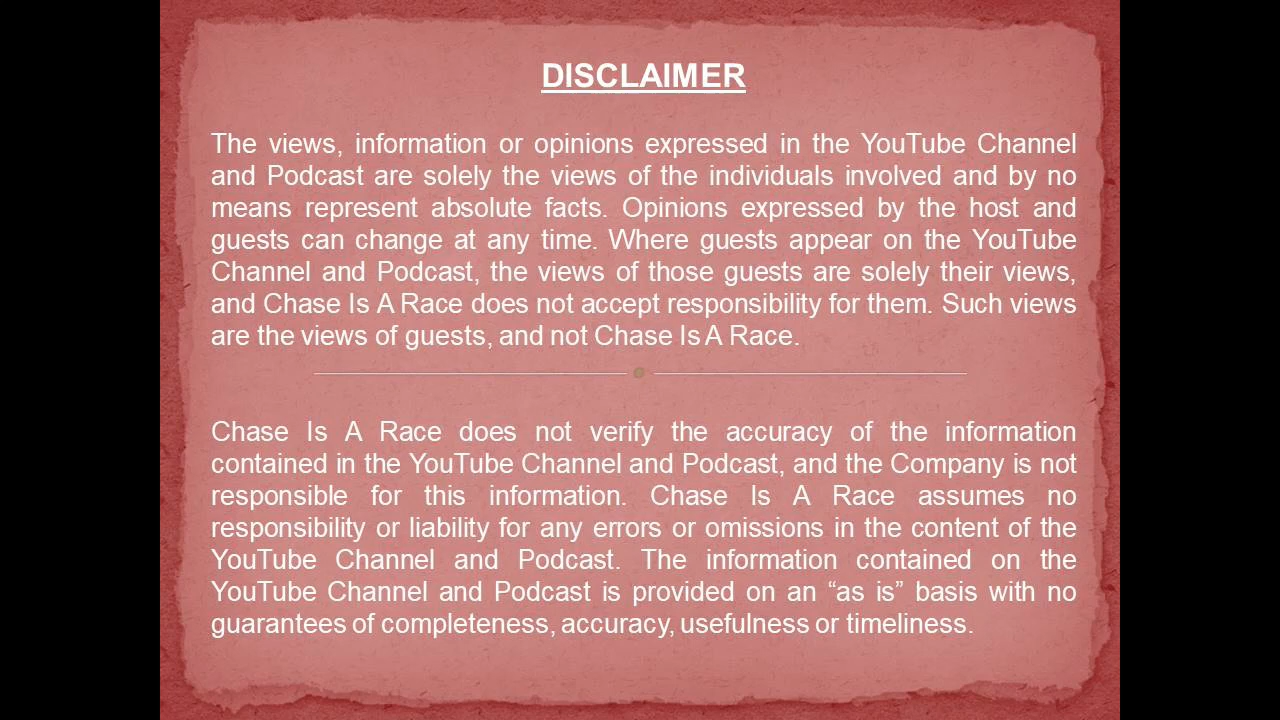 DISCLAIMER
The views, information or opinions expressed in the YouTube Channel
and Podcast are solely the views of the individuals involved and by no
means represent absolute facts. Opinions expressed by the host and
guests can change at any time. Where guests appear on the YouTube
Channel and Podcast, the views of those guests are solely their views,
and Chase Is A Race does not accept responsibility for them. Such views
are the views of guests, and not Chase Is A Race.
Chase Is A Race does not verify the accuracy of the information
contained in the YouTube Channel and Podcast, and the Company is not
responsible for this information. Chase Is A Race assumes no
responsibility or liability for any errors or omissions in the content of the
YouTube Channel and Podcast. The information contained on the
YouTube Channel and Podcast is provided on an “as is” basis with no
guarantees of completeness, accuracy, usefulness or timeliness.